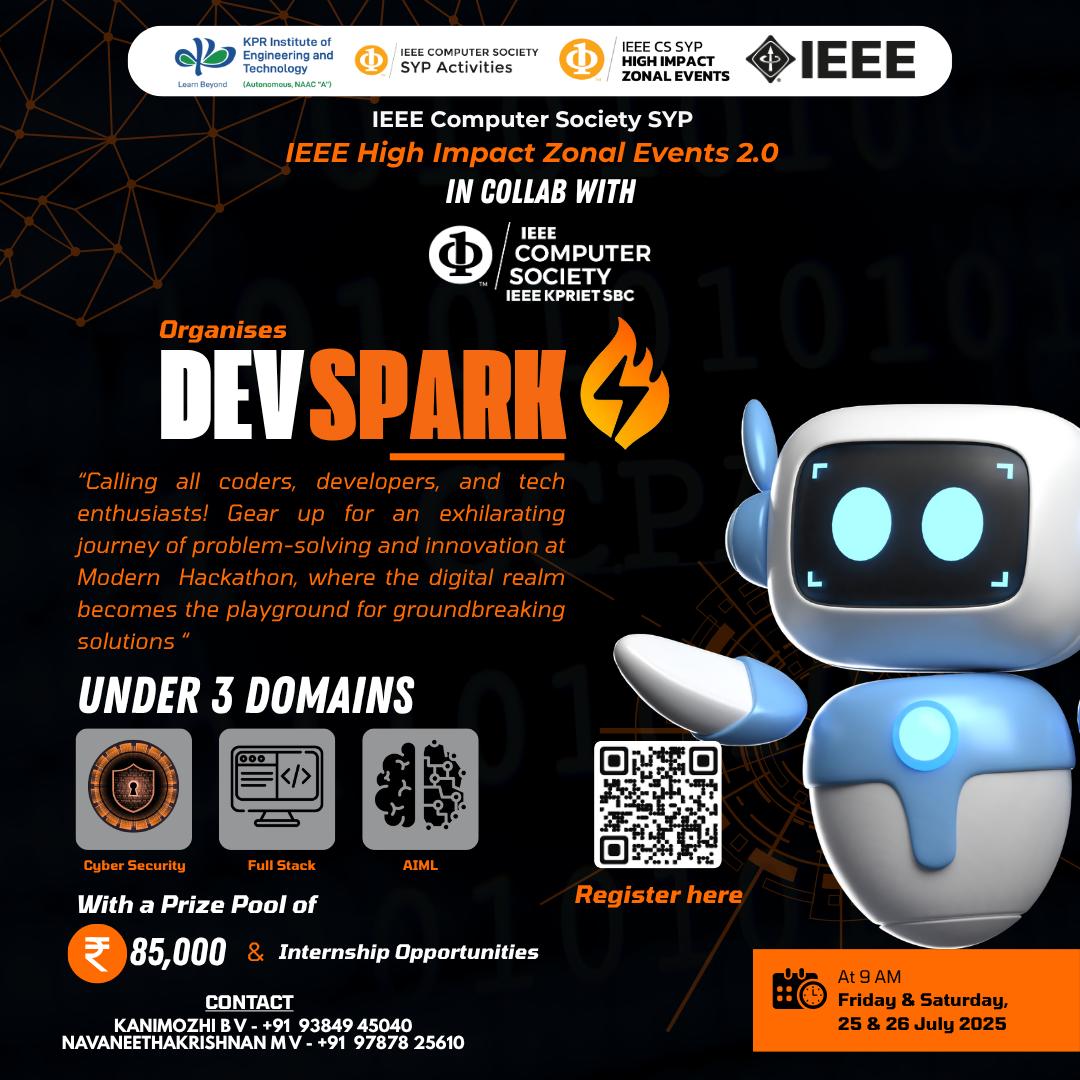 KPR Institute of
Engineering and
Technology
Learn Beyond
(Autonomous, NAAC "A")
IEEE COMPUTER SOCIETY
SYP Activities
IEEE CS SYP
HIGH IMPACT
ZONAL EVENTS
IEEE
IEEE Computer Society SYP
IEEE High Impact Zonal Events 2.0
IN COLLAB WITH
IEEE
COMPUTER
SOCIETY
TM
IEEE KPRIET SBC
Organises
DEVSPARK
“Calling all coders, developers, and tech
enthusiasts! Gear up for an exhilarating
journey of problem-solving and innovation at
Modern Hackathon, where the digital realm
becomes the playground for groundbreaking
solutions “
UNDER 3 DOMAINS
Cyber Security
Full Stack
AIML
With a Prize Pool of
₹ 85,000 & Internship Opportunities
Register here
CONTACT
KANIMOZHI B V - +91 93849 45040
NAVANEETHAKRISHNAN M V - +91 97878 25610
At 9 AM
Friday & Saturday,
25 & 26 July 2025